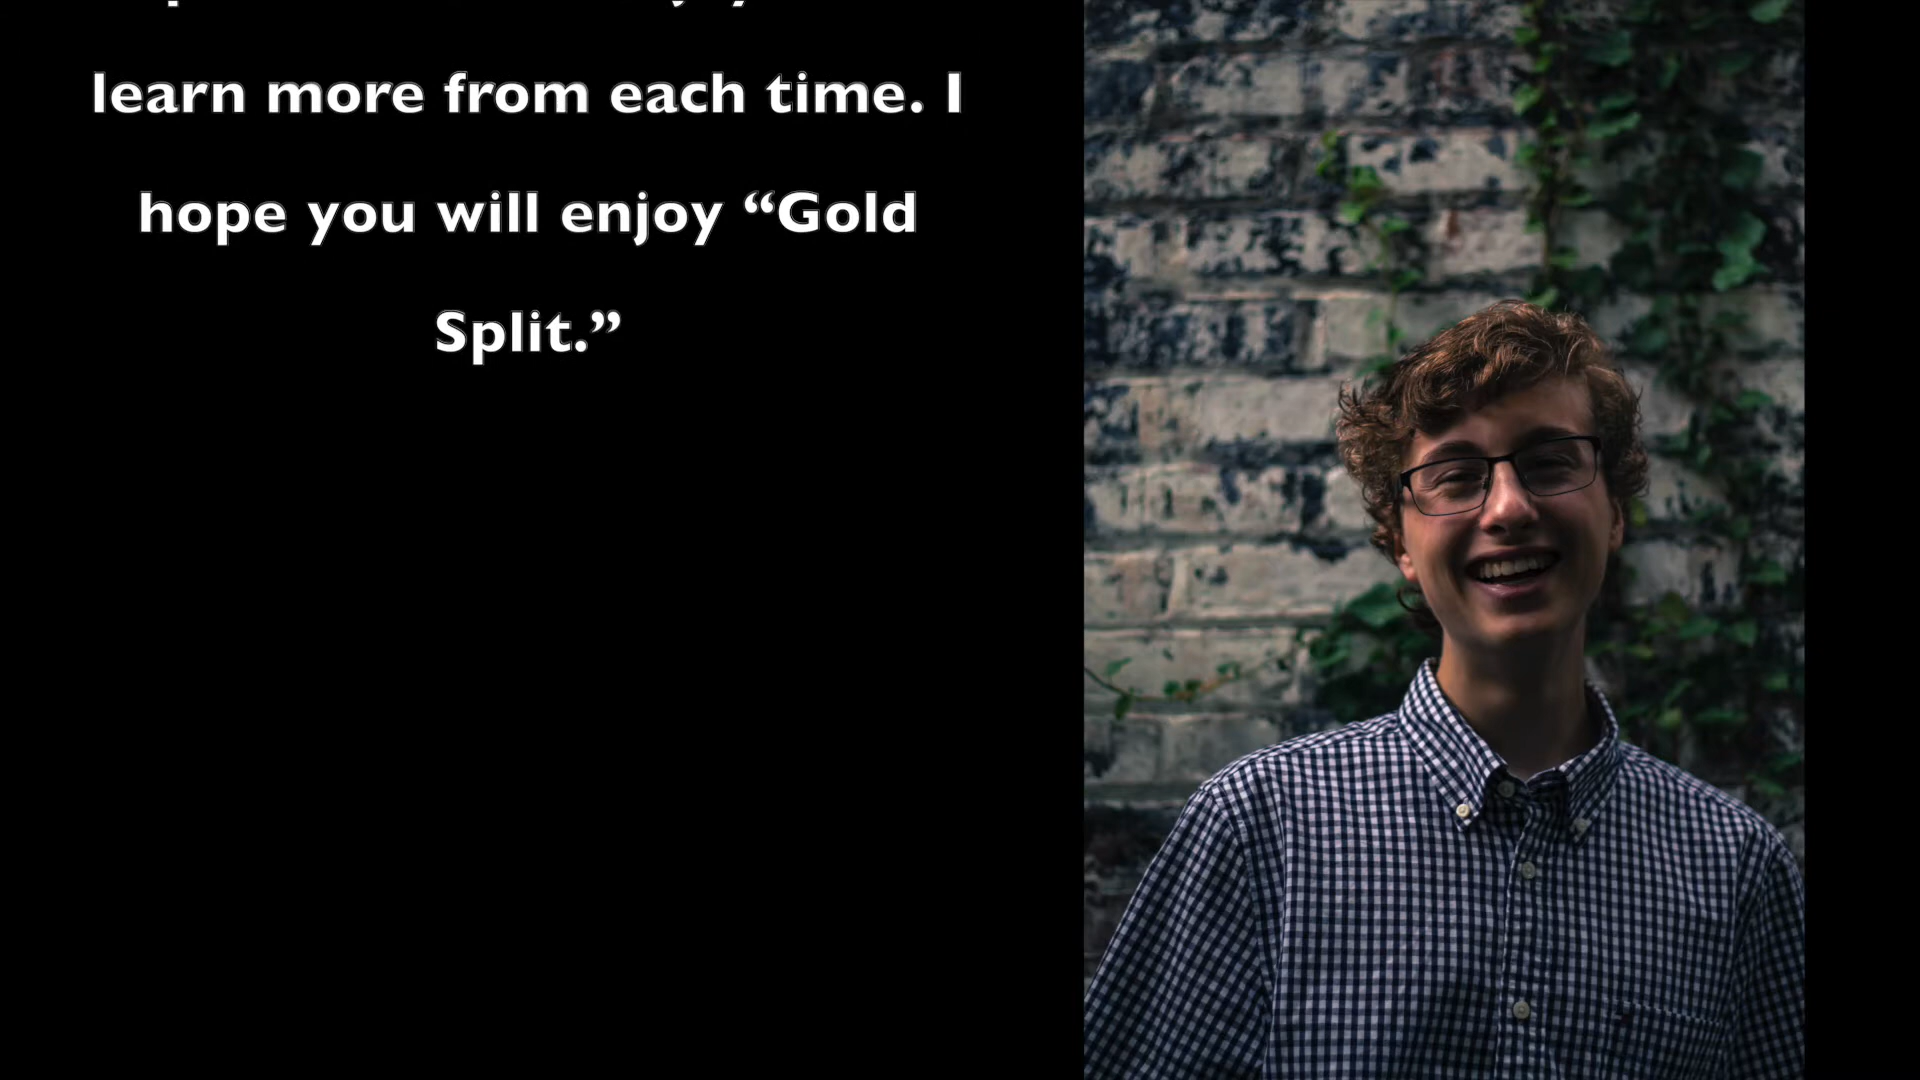 learn more from each time. I
hope you will enjoy “Gold
Split.”